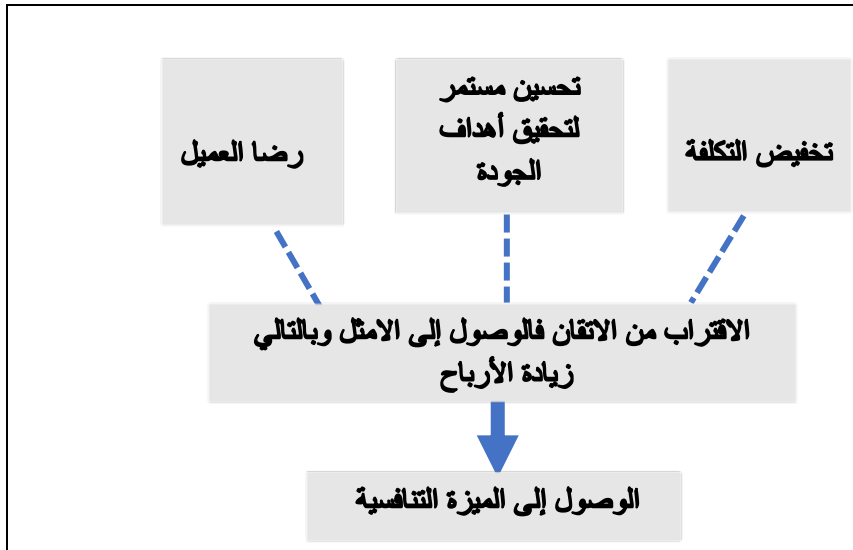 تخفيض التكلفة
تحسين مستمر
لتحقيق أهداف
الجودة
رضا العميل
الاقتراب من الاتقان فالوصول إلى الامثل وبالتالي
زيادة الأرباح
الوصول إلى الميزة التنافسية